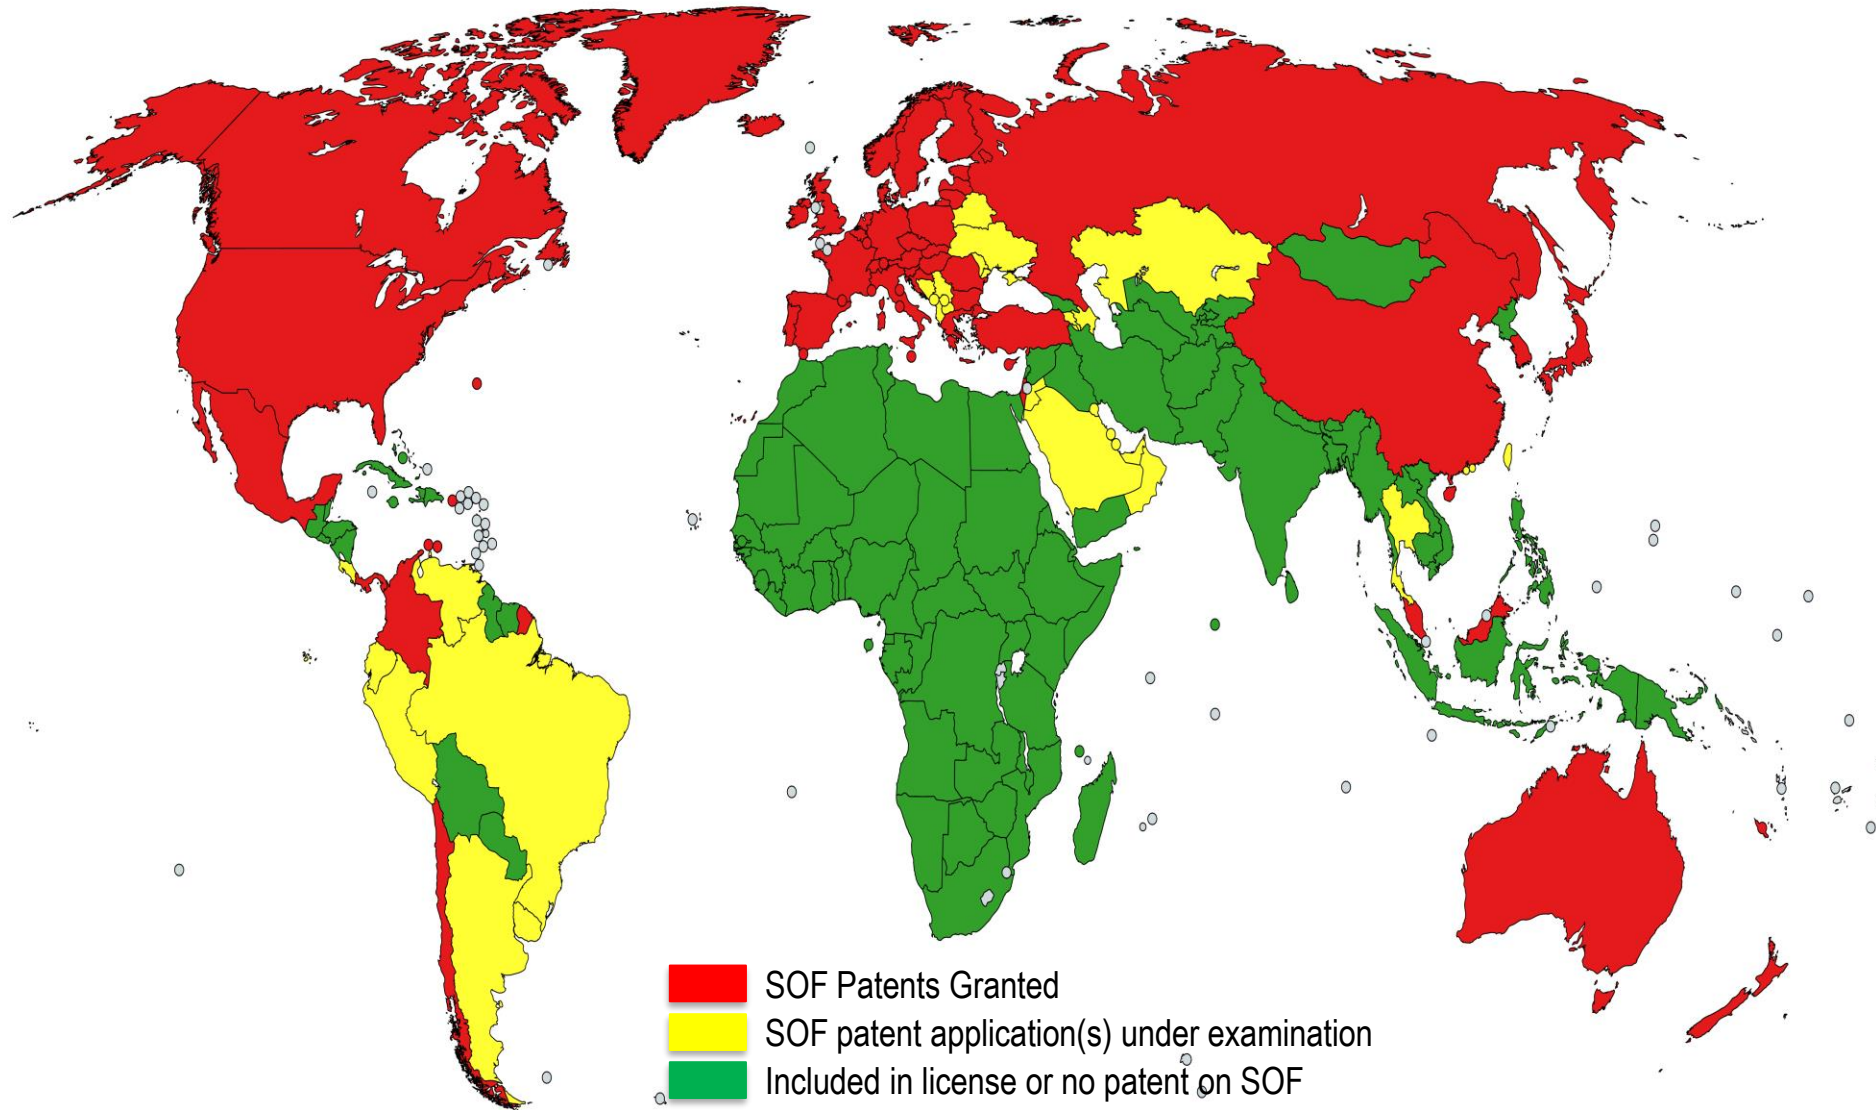 SOF Patents Granted
SOF patent application(s) under examination
Included in license or no patent on SOF